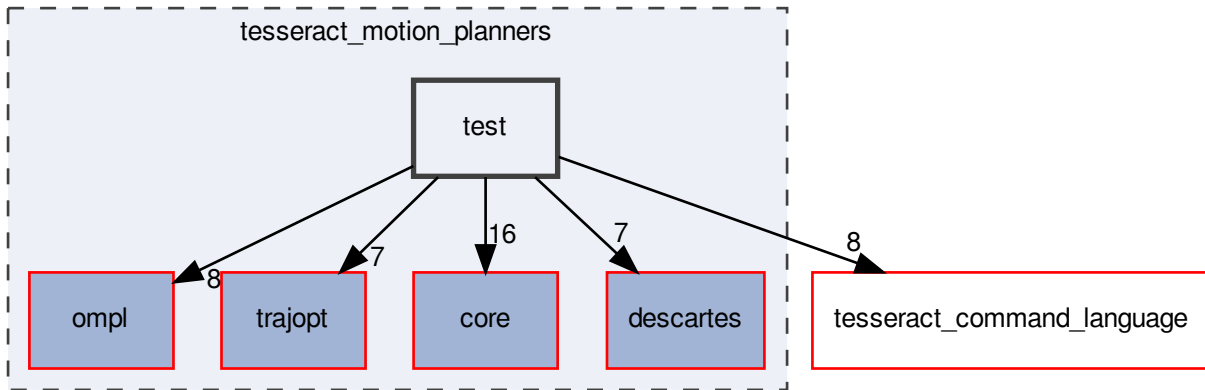 tesseract_motion_planners
test
8
7
16
7
8
ompl
trajopt
core
descartes
tesseract_command_language